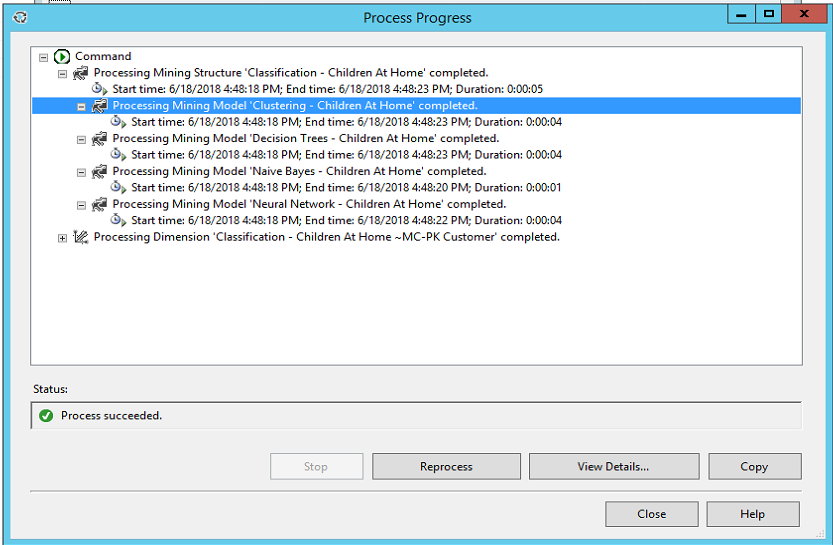 Process Progress
Command
Processing Mining Structure 'Classification - Children At Home' completed.
Start time: 6/18/2018 4:48:18 PM; End time: 6/18/2018 4:48:23 PM; Duration: 0:00:05
Processing Mining Model 'Clustering - Children At Home' completed.
Start time: 6/18/2018 4:48:18 PM; End time: 6/18/2018 4:48:23 PM; Duration: 0:00:04
Processing Mining Model 'Decision Trees - Children At Home' completed.
Start time: 6/18/2018 4:48:18 PM; End time: 6/18/2018 4:48:23 PM; Duration: 0:00:04
Processing Mining Model 'Naive Bayes - Children At Home' completed.
Start time: 6/18/2018 4:48:18 PM; End time: 6/18/2018 4:48:20 PM; Duration: 0:00:01
Processing Mining Model 'Neural Network - Children At Home' completed.
Start time: 6/18/2018 4:48:18 PM; End time: 6/18/2018 4:48:22 PM; Duration: 0:00:04
Processing Dimension 'Classification - Children At Home ~MC-PK Customer' completed.
Status:
Process succeeded.
Stop Reprocess View Details... Copy
Close Help